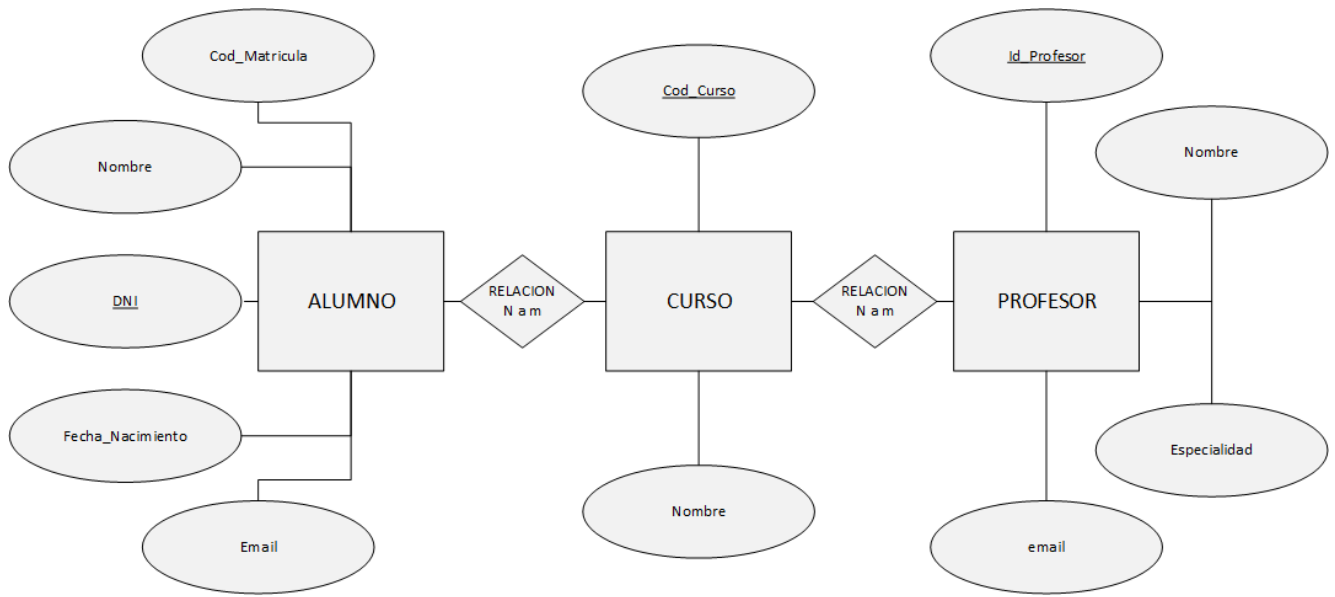 Cod_Matricula
Id_Profesor
Cod_Curso
Nombre
Nombre
DNI
ALUMNO
RELACION
N a m
CURSO
RELACION
N a m
PROFESOR
Fecha_Nacimiento
Especialidad
Nombre
Email
email